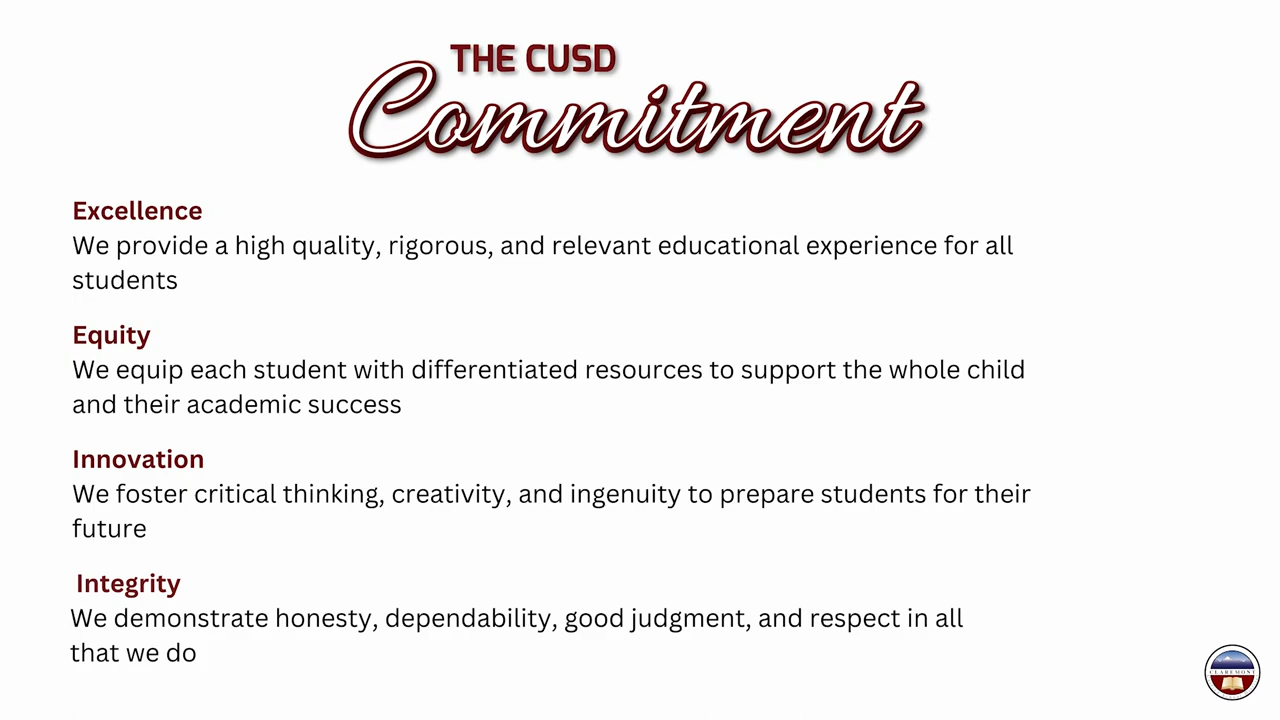 THE CUSD
Commitment
Excellence
We provide a high quality, rigorous, and relevant educational experience for all
students
Equity
We equip each student with differentiated resources to support the whole child
and their academic success
Innovation
We foster critical thinking, creativity, and ingenuity to prepare students for their
future
Integrity
We demonstrate honesty, dependability, good judgment, and respect in all
that we do
CLAREMONT